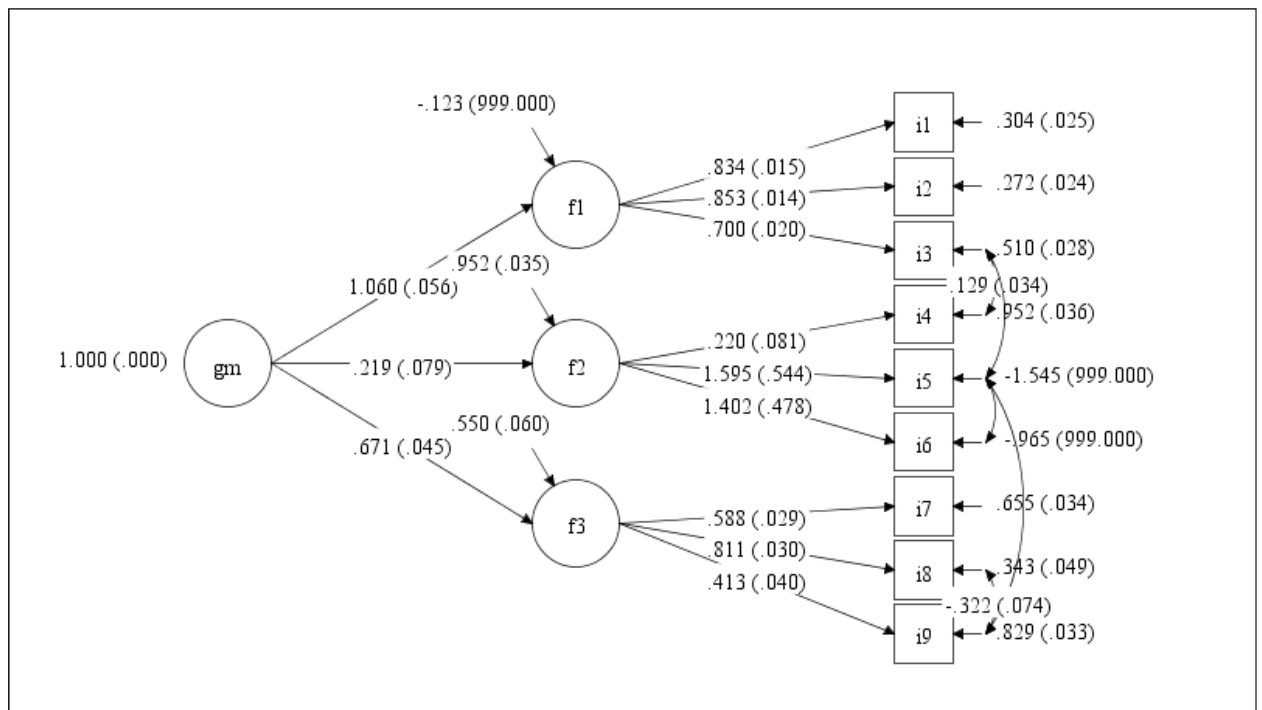 -.123 (999.000)
i1
.304 (.025)
.834 (.015)
f1
.853 (.014)
i2
.272 (.024)
.700 (.020)
i3
.510 (.028)
.952 (.035)
1.060 (.056)
.129 (.034)
i4
.952 (.036)
.220 (.081)
1.000 (.000)
gm
.219 (.079)
f2
1.595 (.544)
i5
-1.545 (999.000)
1.402 (.478)
.550 (.060)
.671 (.045)
i6
-.965 (999.000)
i7
.655 (.034)
.588 (.029)
f3
.811 (.030)
i8
.343 (.049)
.413 (.040)
-.322 (.074)
i9
.829 (.033)